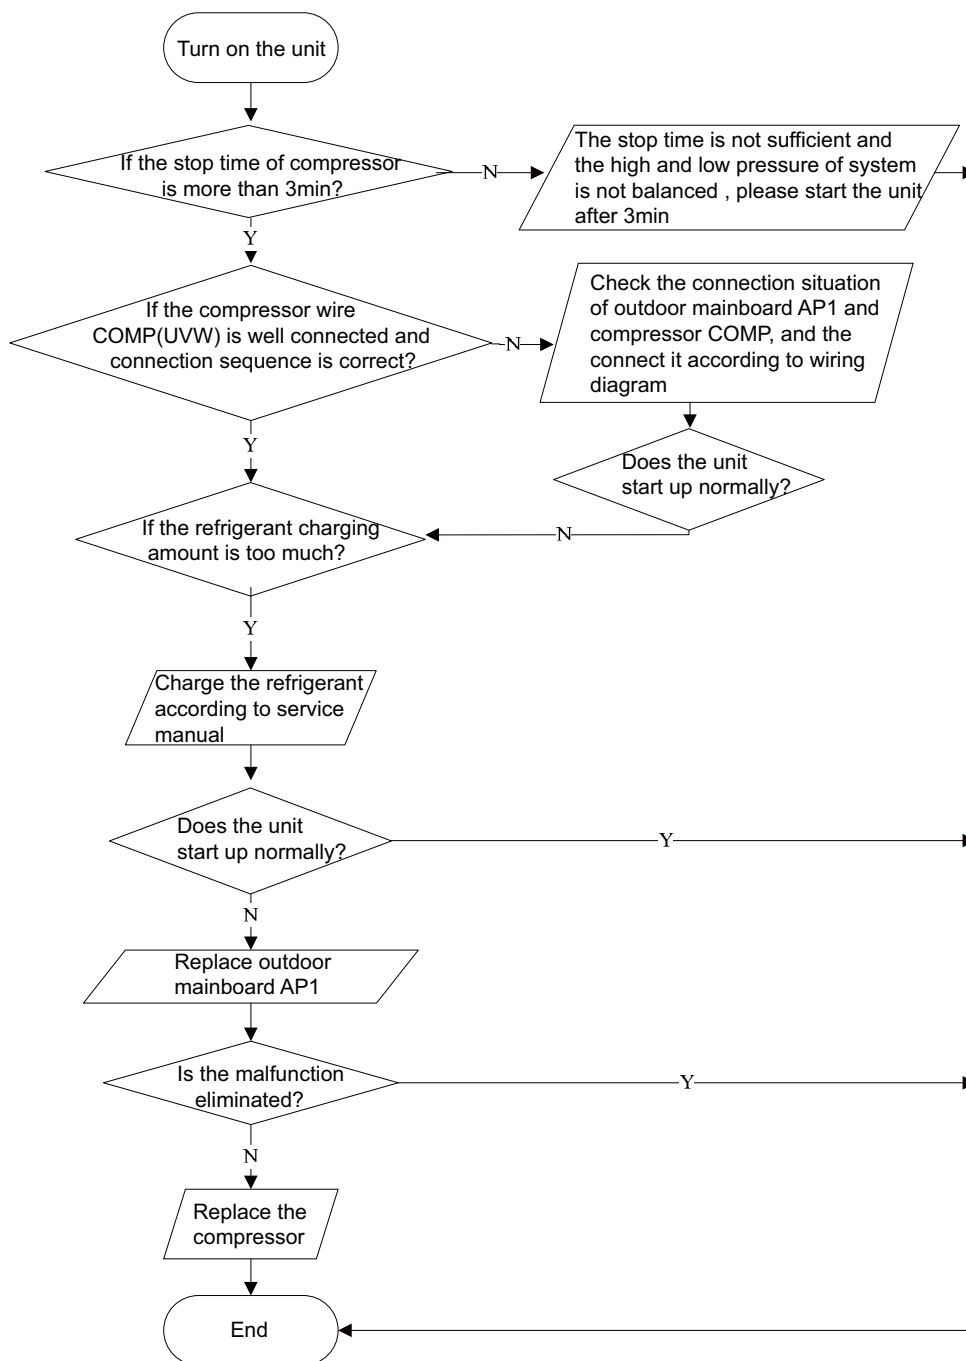 Turn on the unit
If the stop time of compressor
is more than 3min?
N
The stop time is not sufficient and
the high and low pressure of system
is not balanced , please start the unit
after 3min
Y
If the compressor wire
COMP(UVW) is well connected and
connection sequence is correct?
N
Check the connection situation
of outdoor mainboard AP1 and
compressor COMP, and the
connect it according to wiring
diagram
Y
Does the unit
start up normally?
If the refrigerant charging
amount is too much?
N
Y
Charge the refrigerant
according to service
manual
Does the unit
start up normally?
Y
N
Replace outdoor
mainboard AP1
Is the malfunction
eliminated?
Y
N
Replace the
compressor
End